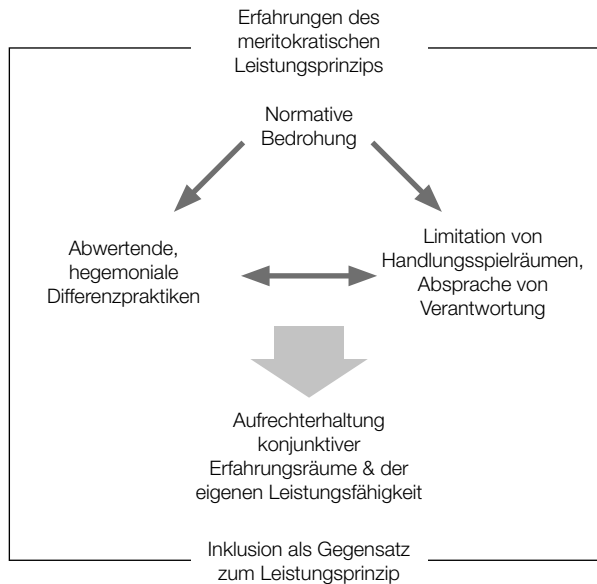 Erfahrungen des
meritokratischen
Leistungsprinzips
Normative
Bedrohung
Abwertende,
hegemoniale
Differenzpraktiken
Limitation von
Handlungsspielräumen,
Absprache von
Verantwortung
Aufrechterhaltung
konjunktiver
Erfahrungsräume & der
eigenen Leistungsfähigkeit
Inklusion als Gegensatz
zum Leistungsprinzip